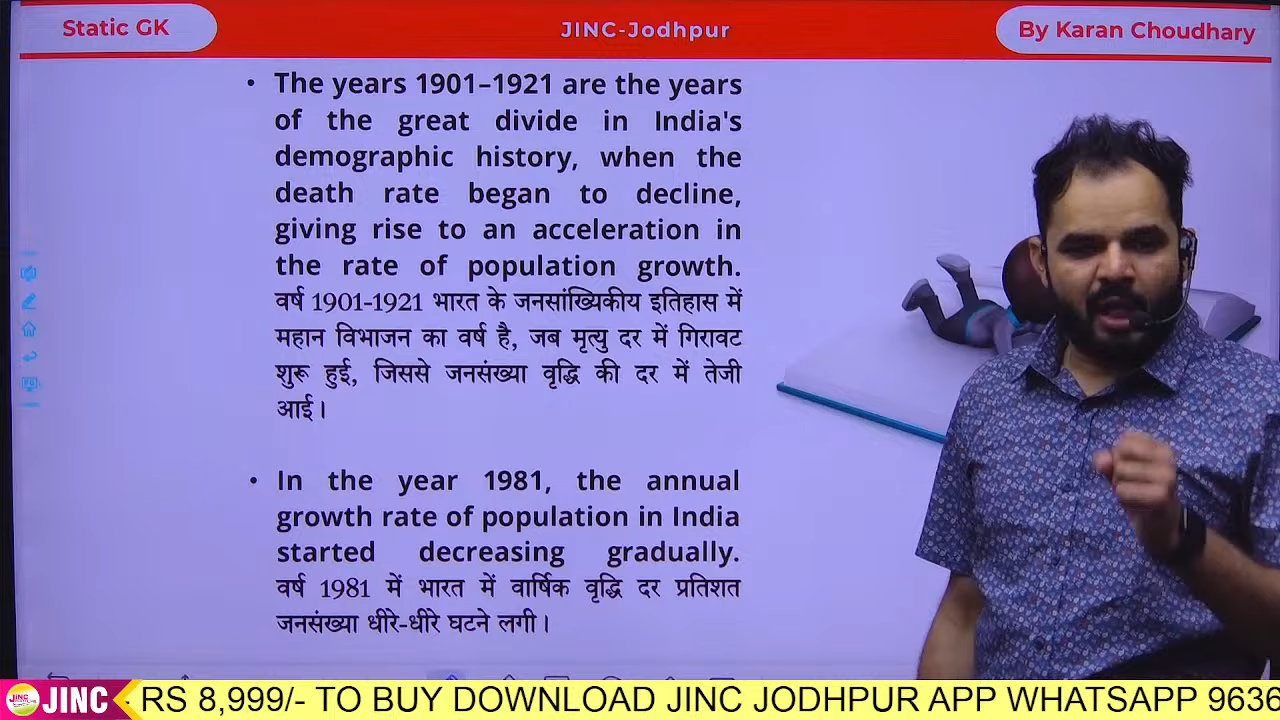 Static GK
JINC-Jodhpur
By Karan Choudhary
• The years 1901–1921 are the years
of the great divide in India's
demographic history, when the
death rate began to decline,
giving rise to an acceleration in
the rate of population growth.
वर्ष 1901-1921 भारत के जनसांख्यिकीय इतिहास में
महान विभाजन का वर्ष है, जब मृत्यु दर में गिरावट
शुरू हुई, जिससे जनसंख्या वृद्धि की दर में तेजी
आई।
• In the year 1981, the annual
growth rate of population in India
started decreasing gradually.
वर्ष 1981 में भारत में वार्षिक वृद्धि दर प्रतिशत
जनसंख्या धीरे-धीरे घटने लगी।
JINC JINC
RS 8,999/- TO BUY DOWNLOAD JINC JODHPUR APP WHATSAPP 9636